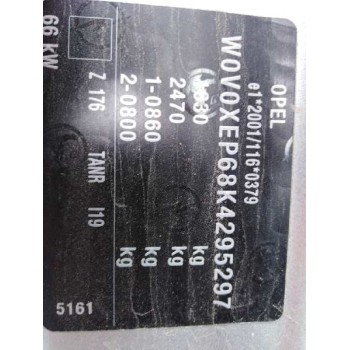 OPEL
e1*2001/116*0379
W0V0XEP68K4295297
kg
2470 kg
1-0860 kg
2-0800 kg
Z 176 TANR I19
66 kW
5161